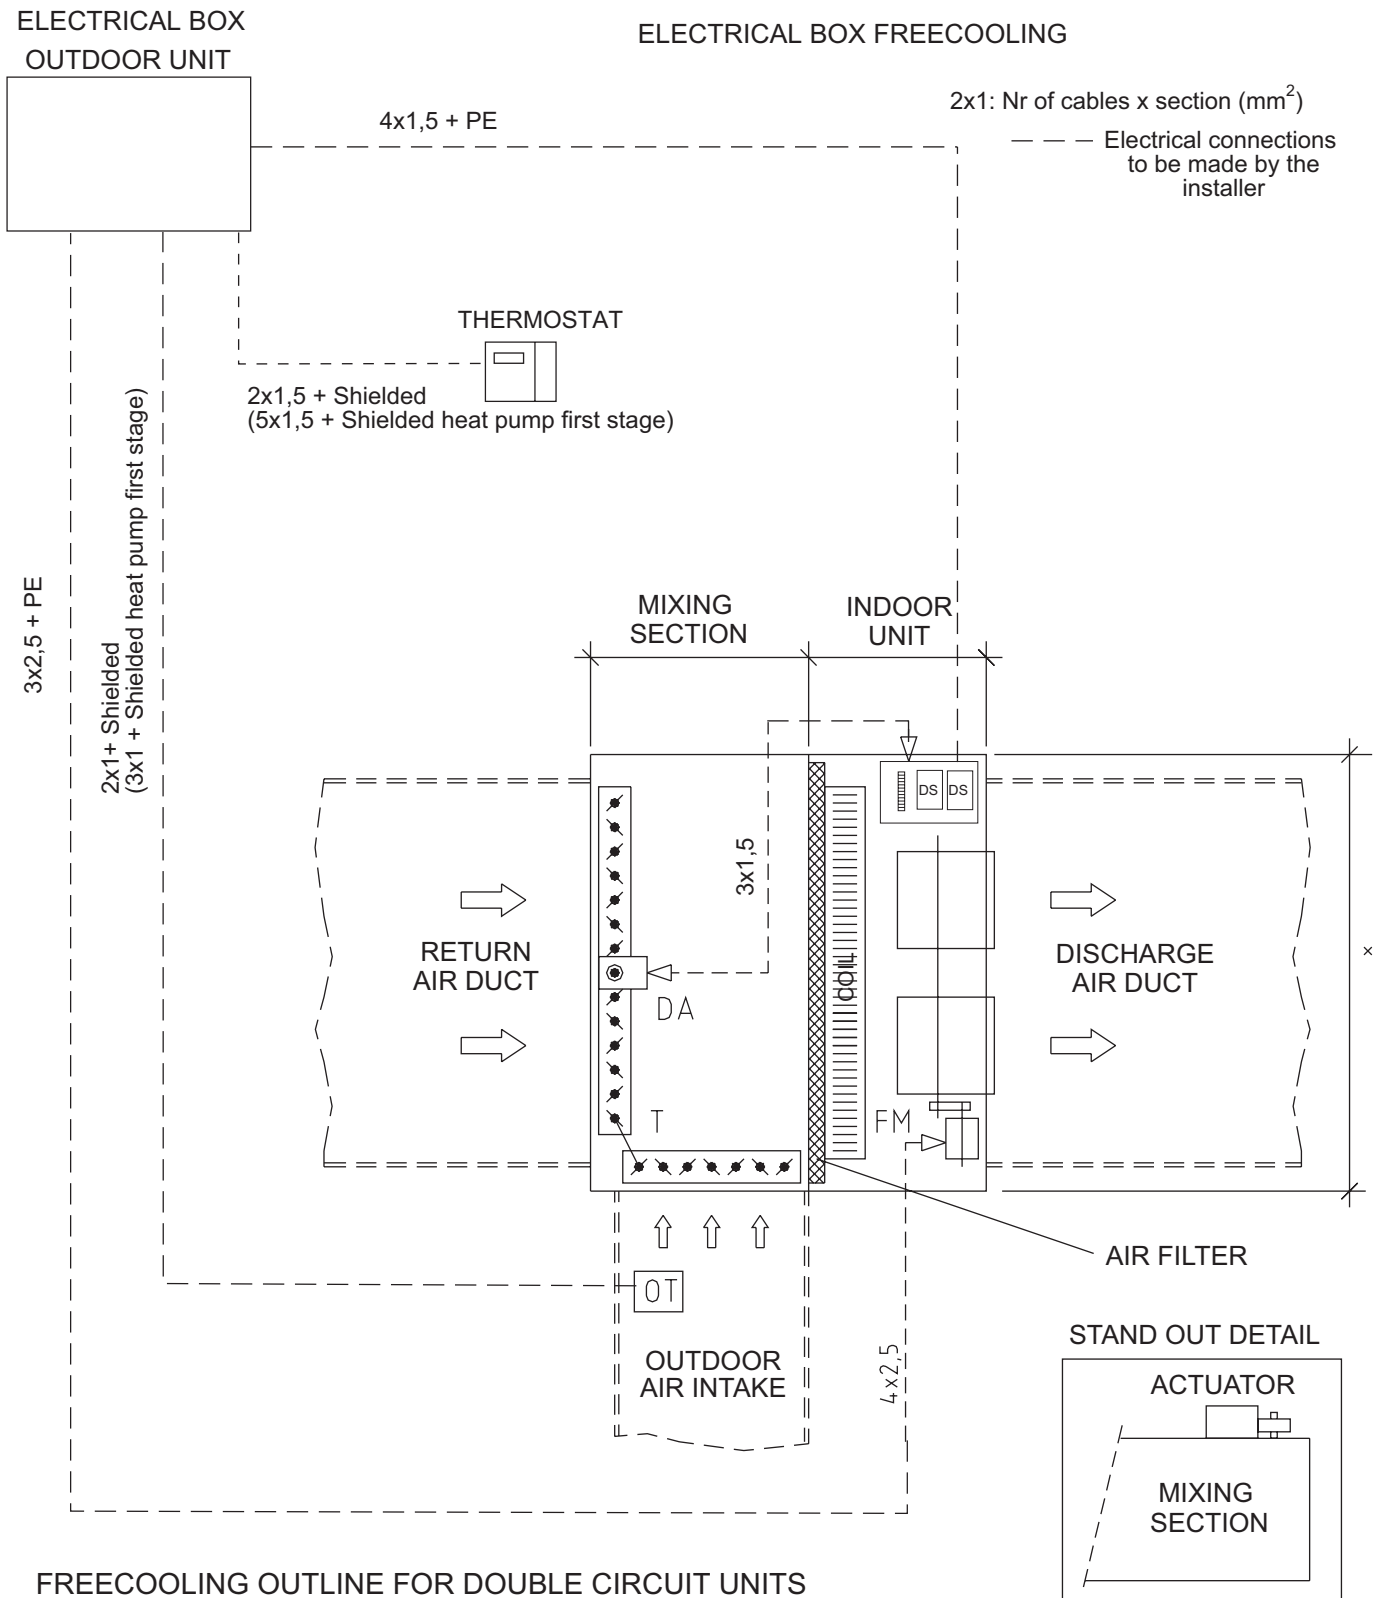 ELECTRICAL BOX
OUTDOOR UNIT
ELECTRICAL BOX FREECOOLING
2x1: Nr of cables x section (mm²)
Electrical connections
to be made by the
installer
4x1,5 + PE
THERMOSTAT
2x1,5 + Shielded
(5x1,5 + Shielded heat pump first stage)
3x2,5 + PE
2x1+ Shielded
(3x1 + Shielded heat pump first stage)
MIXING
SECTION
INDOOR
UNIT
DS
DS
3x1,5
RETURN
AIR DUCT
DA
COIL
DISCHARGE
AIR DUCT
x
T
FM
AIR FILTER
OT
OUTDOOR
AIR INTAKE
4x2,5
STAND OUT DETAIL
ACTUATOR
MIXING
SECTION
FREECOOLING OUTLINE FOR DOUBLE CIRCUIT UNITS